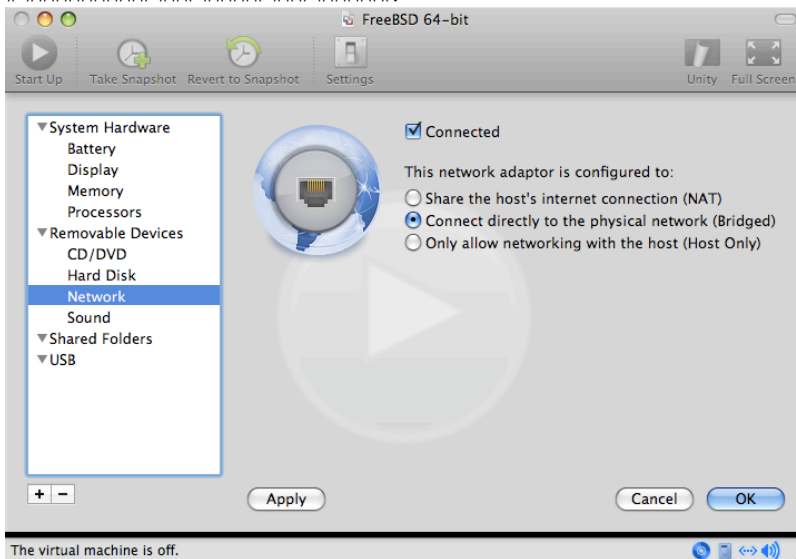 FreeBSD 64-bit
Start Up Take Snapshot Revert to Snapshot Settings Unity Full Screen
System Hardware
Battery
Display
Memory
Processors
Removable Devices
CD/DVD
Hard Disk
Network
Sound
Shared Folders
USB
Connected
This network adaptor is configured to:
Share the host's internet connection (NAT)
Connect directly to the physical network (Bridged)
Only allow networking with the host (Host Only)
+ -
Apply
Cancel
OK
The virtual machine is off.